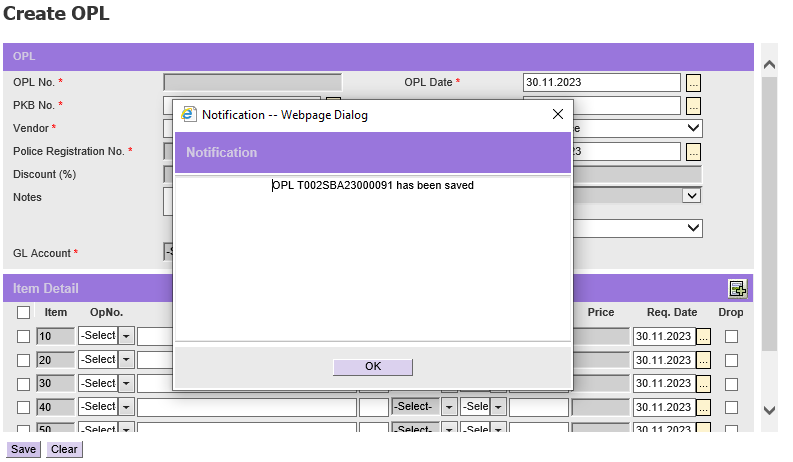 Create OPL
OPL
OPL No. * OPL Date * 30.11.2023 ...
PKB No. * ...
Notification -- Webpage Dialog
Vendor *
Police Registration No. * ...
Notification
Discount (%)
OPL T002SBA23000091 has been saved
Notes
GL Account *
Item Detail
Item OpNo. Price Req. Date Drop
10 -Select 30.11.2023 ...
20 -Select 30.11.2023 ...
OK
30 -Select 30.11.2023 ...
40 -Select -Select- -Sele 30.11.2023 ...
50 -Select -Select- -Sele 30.11.2023 ...
Save Clear